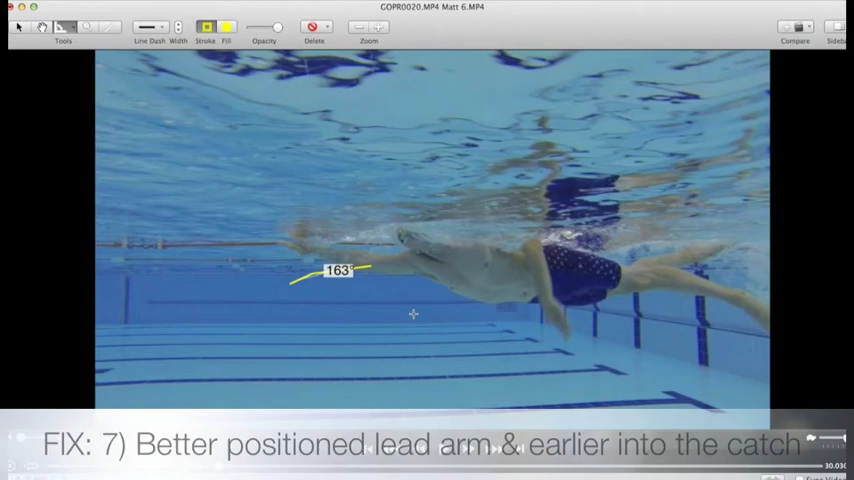 GOPR0020.MP4 Matt 6.MP4
Tools
Line Dash Width Stroke Fill Opacity Delete Zoom Compare
163°
FIX: 7) Better positioned lead arm & earlier into the catch